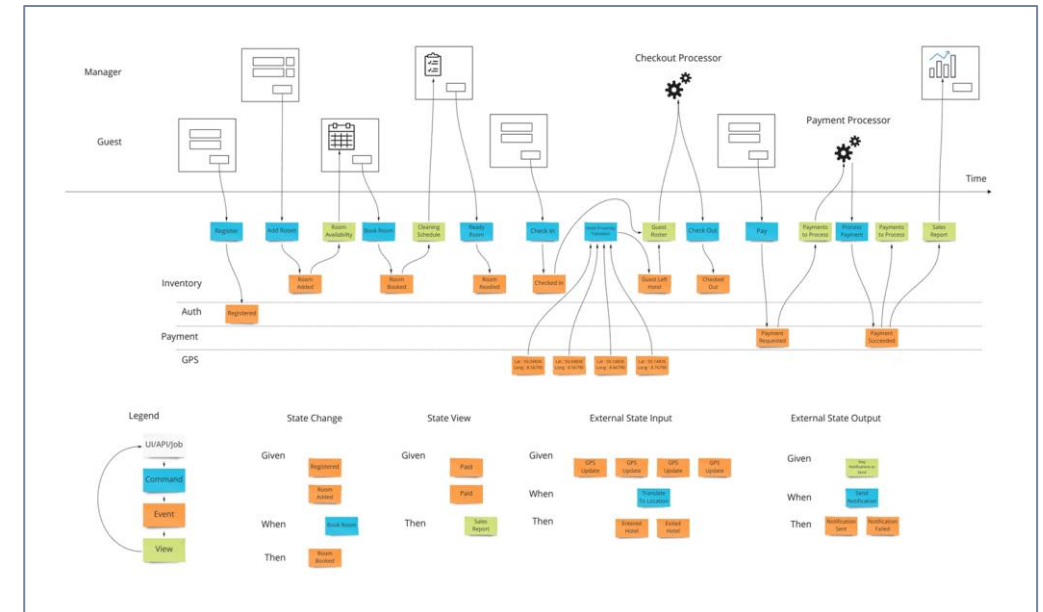 Manager
Checkout Processor
Guest
Payment Processor
Time
Register
Add Room
Room
Availability
Book Room
Cleaning
Schedule
Ready
Room
Check In
Guest
Roster
Check Out
Pay
Payments
to Process
Process
Payment
Payments
to Process
Sales
Report
Inventory
Room
Added
Room
Booked
Room
Readied
Checked In
Guest Left
Hotel
Checked
Out
Auth
Registered
Payment
Payment
Requested
Payment
Succeeded
GPS
Legend
UI/API/Job
Command
Event
View
State Change
Given
Registered
Room
Added
When
Book Room
Then
Room
Booked
State View
Given
Paid
Paid
Then
Sales
Report
External State Input
Given
GPS
Update
GPS
Update
GPS
Update
GPS
Update
When
Translate
To Location
Then
Entered
Hotel
Exited
Hotel
External State Output
Given
When
Send
Notification
Then
Notification
Sent
Notification
Failed